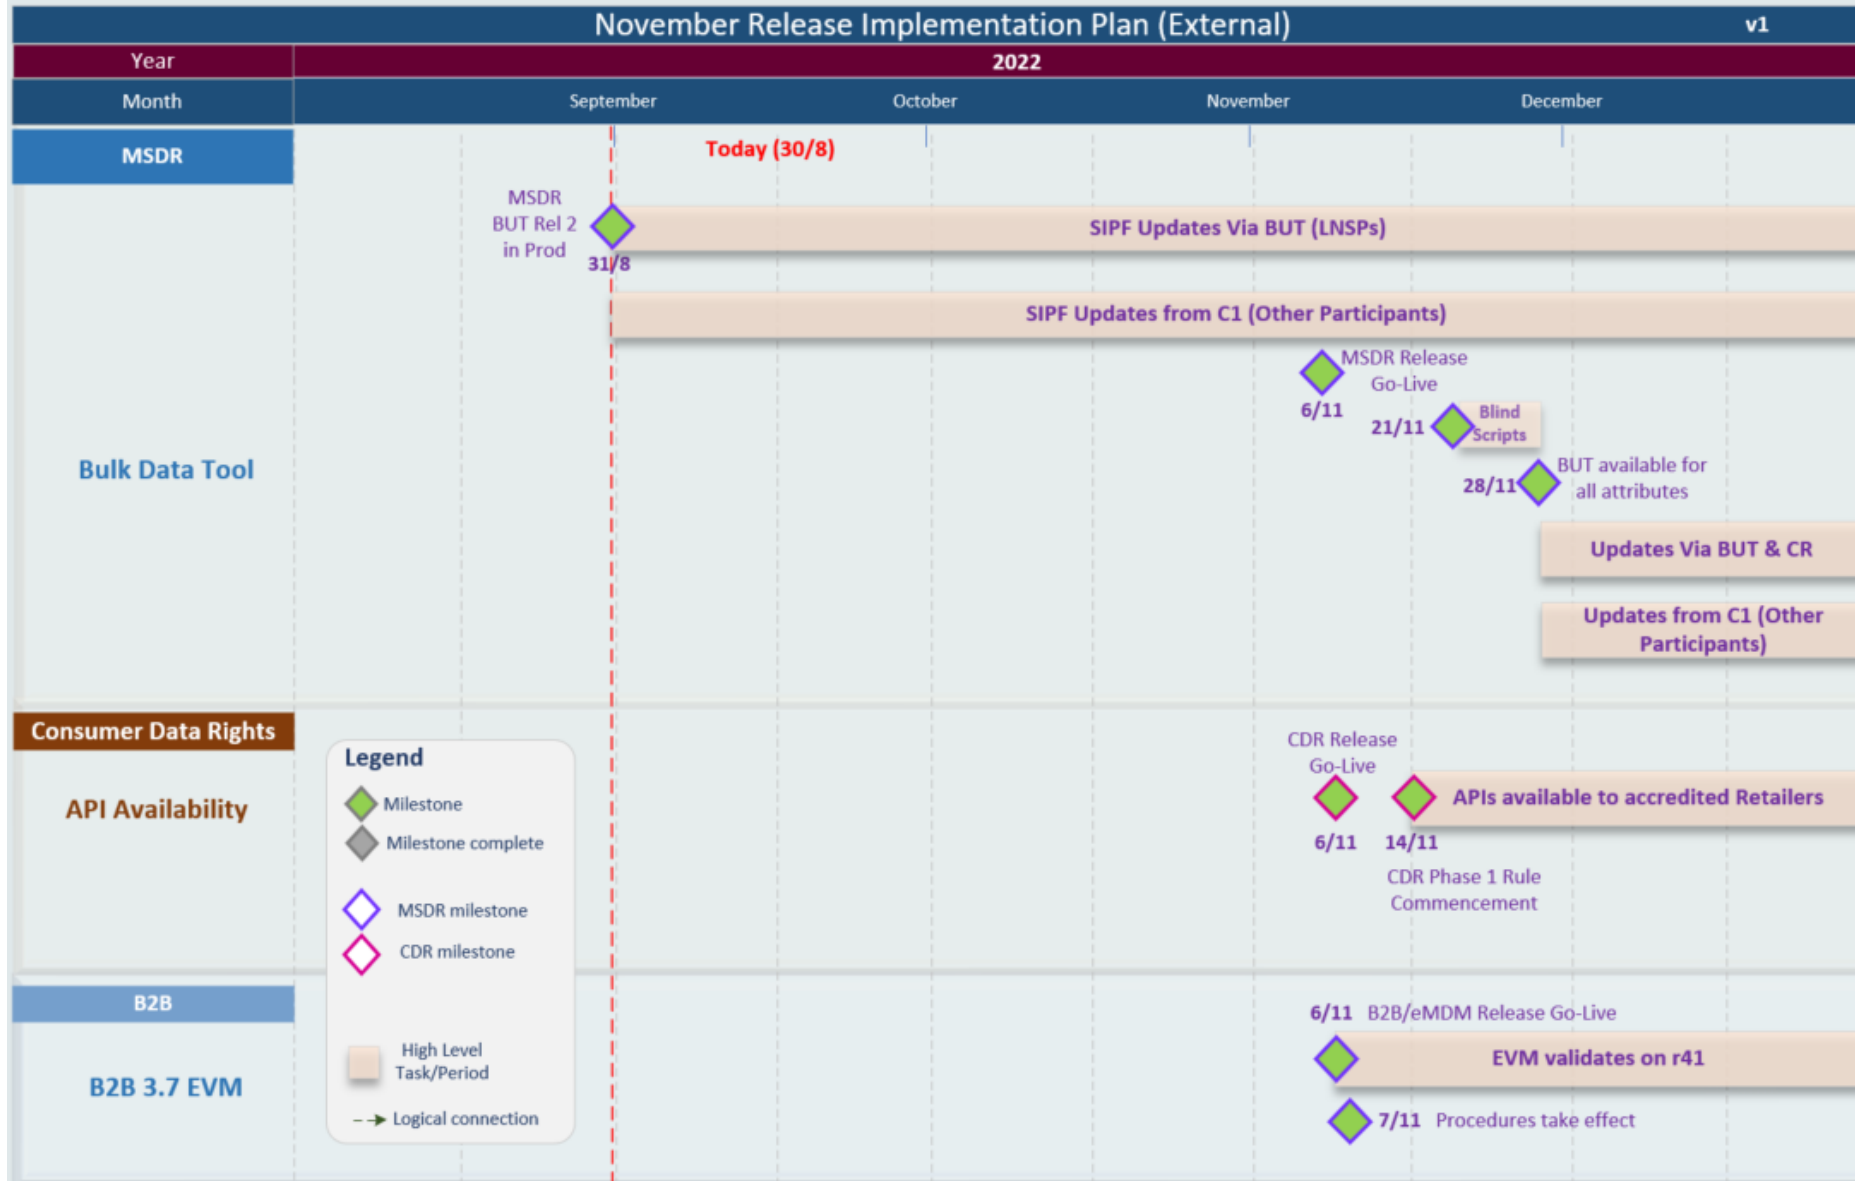 November Release Implementation Plan (External)
v1
Year
2022
Month
September
October
November
December
MSDR
Today (30/8)
MSDR
BUT Rel 2
in Prod
31/8
SIPF Updates Via BUT (LNSPs)
SIPF Updates from C1 (Other Participants)
MSDR Release
Go-Live
6/11
21/11
Blind
Scripts
Bulk Data Tool
28/11
BUT available for
all attributes
Updates Via BUT & CR
Updates from C1 (Other
Participants)
Consumer Data Rights
API Availability
CDR Release
Go-Live
6/11
14/11
APIs available to accredited Retailers
CDR Phase 1 Rule
Commencement
Legend
Milestone
Milestone complete
MSDR milestone
CDR milestone
High Level
Task/Period
Logical connection
B2B
B2B 3.7 EVM
6/11 B2B/eMDM Release Go-Live
EVM validates on r41
7/11 Procedures take effect